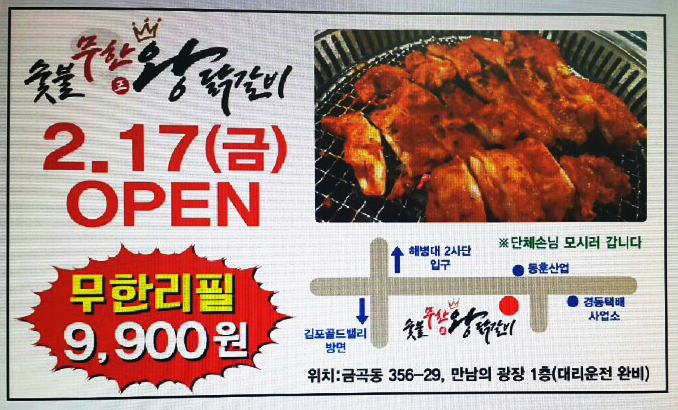 숯불 무한도 왕 닭갈비
2.17(금)
OPEN
무한리필
9,900원
※단체손님 모시러 갑니다
해병대 2사단
입구
동훈산업
경동택배
사업소
김포골드밸리
방면
숯불 무한도 왕 닭갈비
위치:금곡동 356-29, 만남의 광장 1층(대리운전 완비)